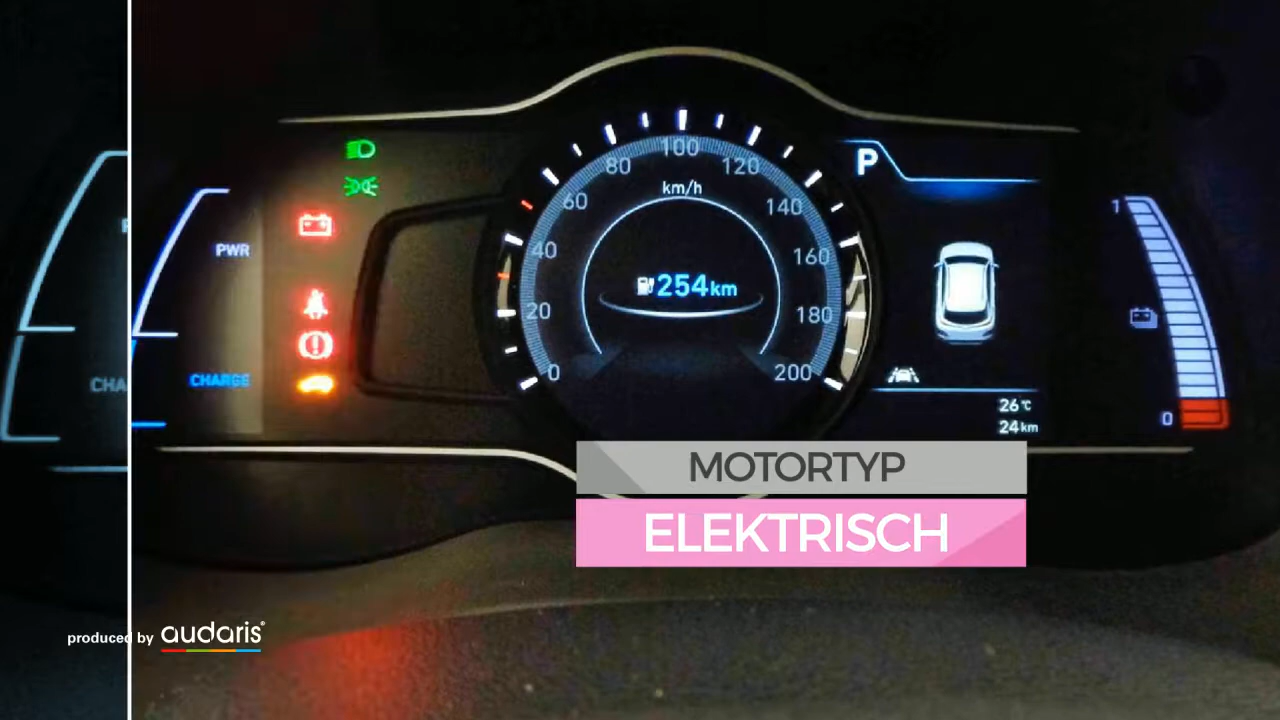 P
100
80
120
km/h
60
140
1
40
PWR
160
254km
20
180
CHARGE
CHA
0
200
26°C
24km
0
MOTORTYP
ELEKTRISCH
produced by audaris®